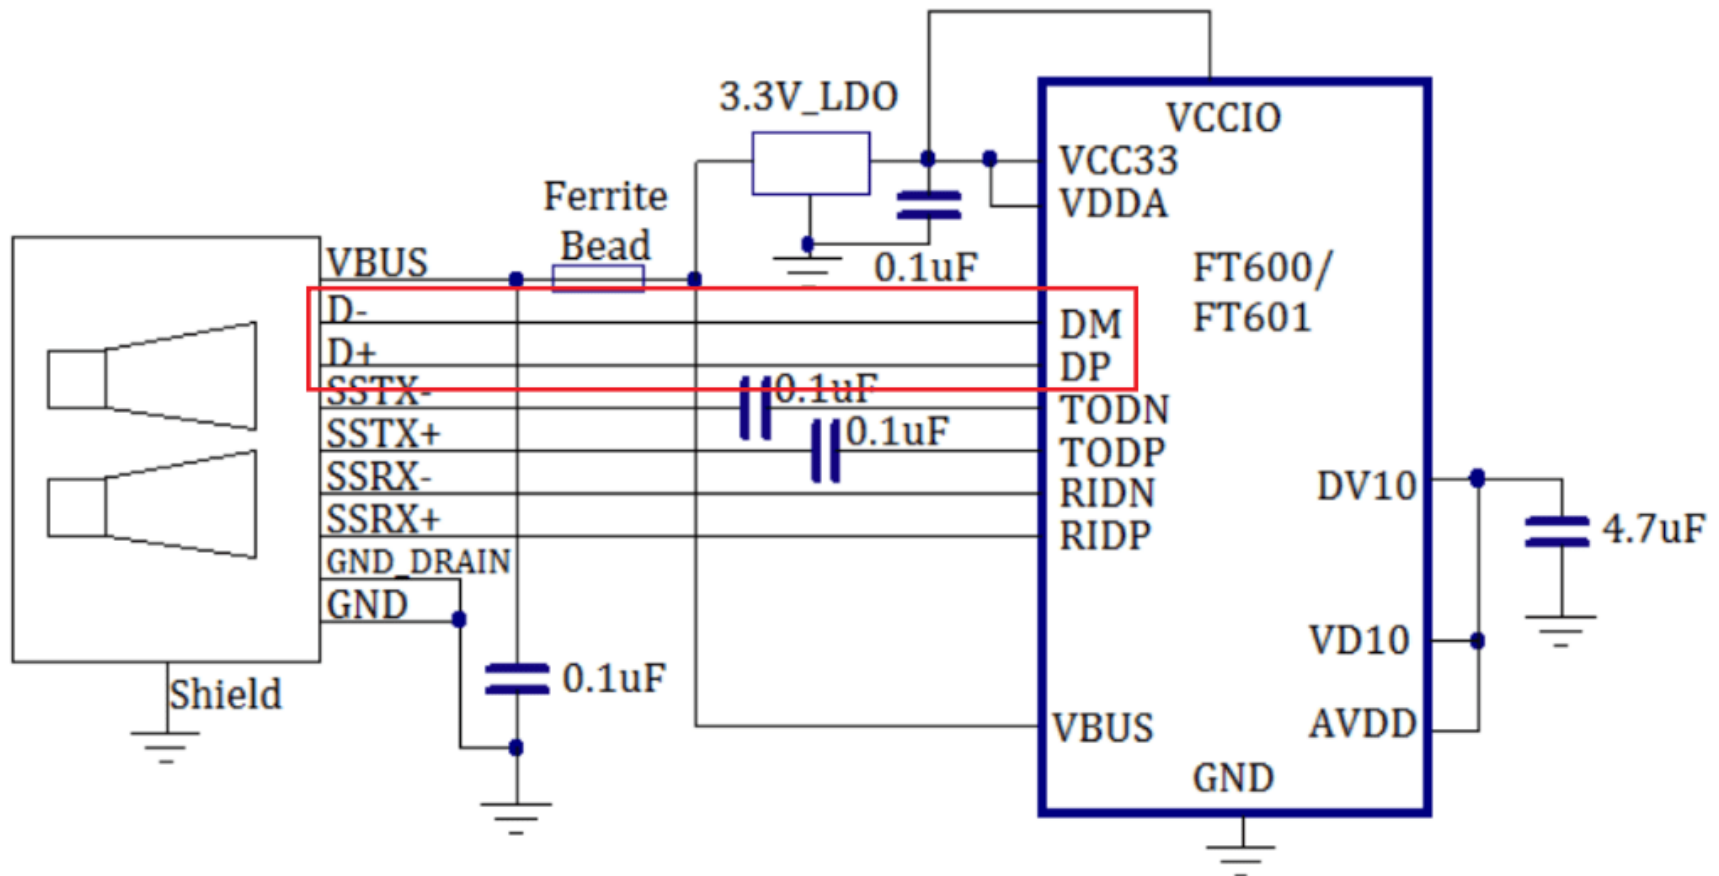 3.3V_LDO
VCCIO
VCC33
VDDA
Ferrite
Bead
0.1uF
FT600/
FT601
VBUS
D-
D+
SSTX-
SSTX+
SSRX-
SSRX+
GND_DRAIN
GND
DM
DP
0.1uF
0.1uF
TODN
TODP
RIDN
RIDP
DV10
4.7uF
VD10
AVDD
VBUS
GND
0.1uF
Shield